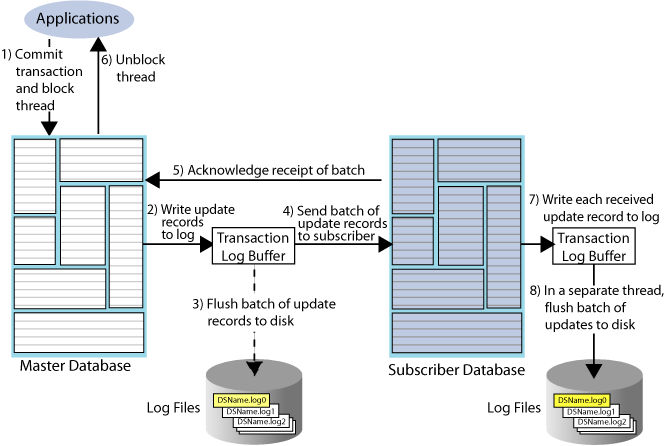 Applications
1) Commit
transaction
and block
thread
6) Unblock
thread
5) Acknowledge receipt of batch
2) Write update
records
to log
Transaction
Log Buffer
4) Send batch of
update records
to subscriber
7) Write each received
update record to log
Transaction
Log Buffer
3) Flush batch of update
records to disk
8) In a separate thread,
flush batch of
updates to disk
Master Database
Subscriber Database
Log Files
DSName.log0
DSName.log1
DSName.log2
Log Files
DSName.log0
DSName.log1
DSName.log2